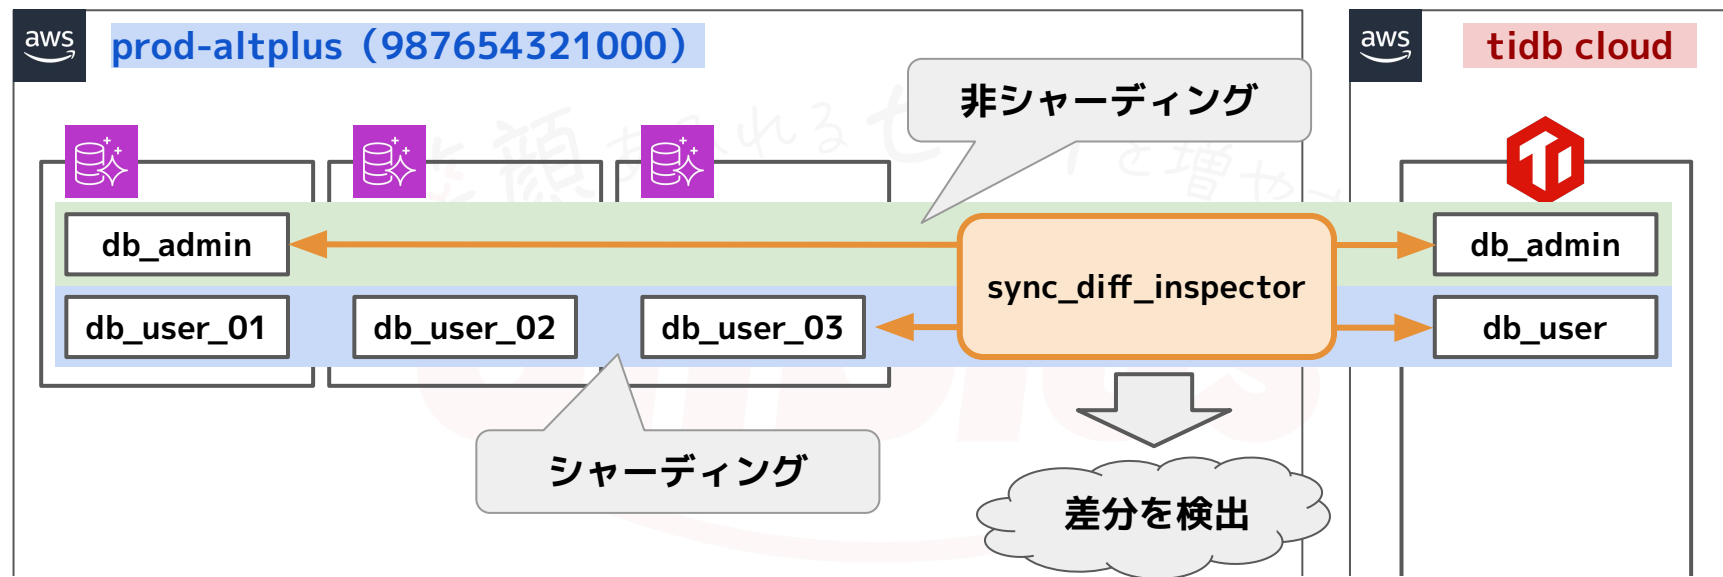 aws
prod-altplus（987654321000）
aws
tidb cloud
非シャーディング
db_admin
db_admin
sync_diff_inspector
db_user_01
db_user_02
db_user_03
db_user
シャーディング
差分を検出